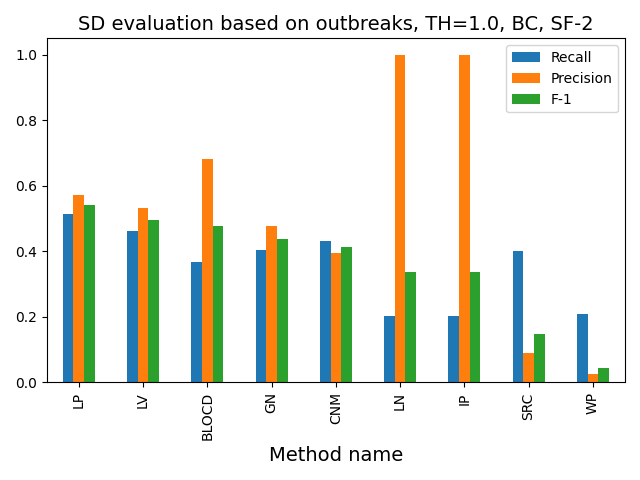 SD evaluation based on outbreaks, TH=1.0, BC, SF-2
Recall
Precision
F-1
1.0
0.8
0.6
0.4
0.2
0.0
LP
LV
BLOCD
GN
CNM
LN
IP
SRC
WP
Method name